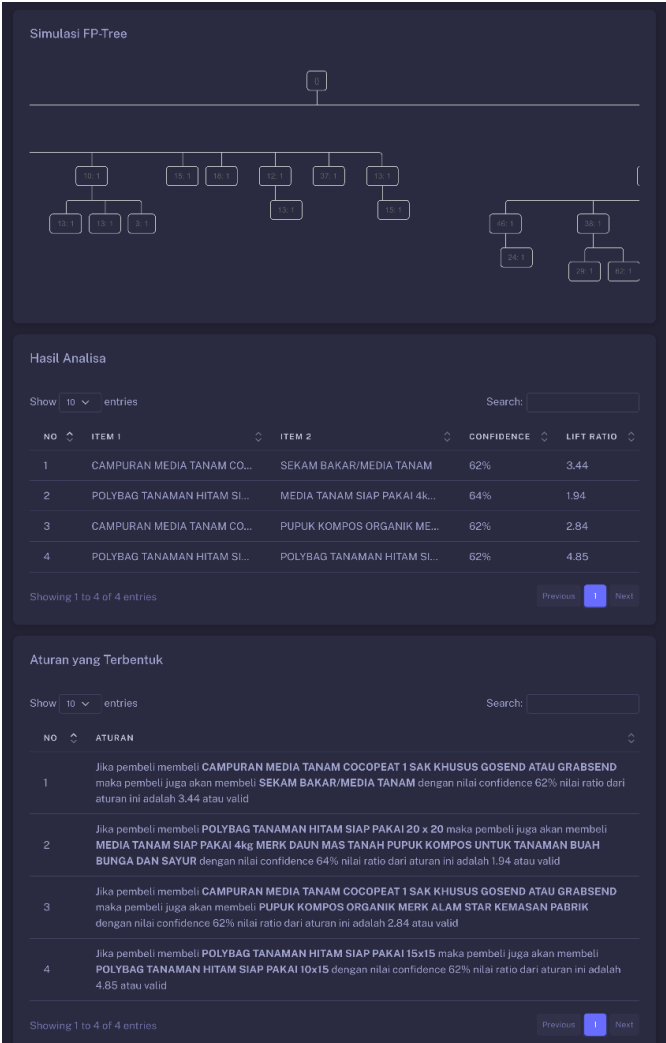 Simulasi FP-Tree
{}
10: 1
15: 1
16: 1
12: 1
37: 1
13: 1
13: 1
13: 1
3: 1
13: 1
15: 1
46: 1
38: 1
24: 1
29: 1
82: 1
Hasil Analisa
Show 10 entries Search:
NO ITEM 1 ITEM 2 CONFIDENCE LIFT RATIO
1 CAMPURAN MEDIA TANAM CO... SEKAM BAKAR/MEDIA TANAM 62% 3.44
2 POLYBAG TANAMAN HITAM SI... MEDIA TANAM SIAP PAKAI 4k... 64% 1.94
3 CAMPURAN MEDIA TANAM CO... PUPUK KOMPOS ORGANIK ME... 62% 2.84
4 POLYBAG TANAMAN HITAM SI... POLYBAG TANAMAN HITAM SI... 62% 4.85
Showing 1 to 4 of 4 entries Previous 1 Next
Aturan yang Terbentuk
Show 10 entries Search:
NO ATURAN
Jika pembeli membeli CAMPURAN MEDIA TANAM COCOPEAT 1 SAK KHUSUS GOSEND ATAU GRABSEND
1 maka pembeli juga akan membeli SEKAM BAKAR/MEDIA TANAM dengan nilai confidence 62% nilai ratio dari
aturan ini adalah 3.44 atau valid
Jika pembeli membeli POLYBAG TANAMAN HITAM SIAP PAKAI 20 x 20 maka pembeli juga akan membeli
2 MEDIA TANAM SIAP PAKAI 4kg MERK DAUN MAS TANAH PUPUK KOMPOS UNTUK TANAMAN BUAH
BUNGA DAN SAYUR dengan nilai confidence 64% nilai ratio dari aturan ini adalah 1.94 atau valid
Jika pembeli membeli CAMPURAN MEDIA TANAM COCOPEAT 1 SAK KHUSUS GOSEND ATAU GRABSEND
3 maka pembeli juga akan membeli PUPUK KOMPOS ORGANIK MERK ALAM STAR KEMASAN PABRIK
dengan nilai confidence 62% nilai ratio dari aturan ini adalah 2.84 atau valid
Jika pembeli membeli POLYBAG TANAMAN HITAM SIAP PAKAI 15x15 maka pembeli juga akan membeli
4 POLYBAG TANAMAN HITAM SIAP PAKAI 10x15 dengan nilai confidence 62% nilai ratio dari aturan ini adalah
4.85 atau valid
Showing 1 to 4 of 4 entries Previous 1 Next